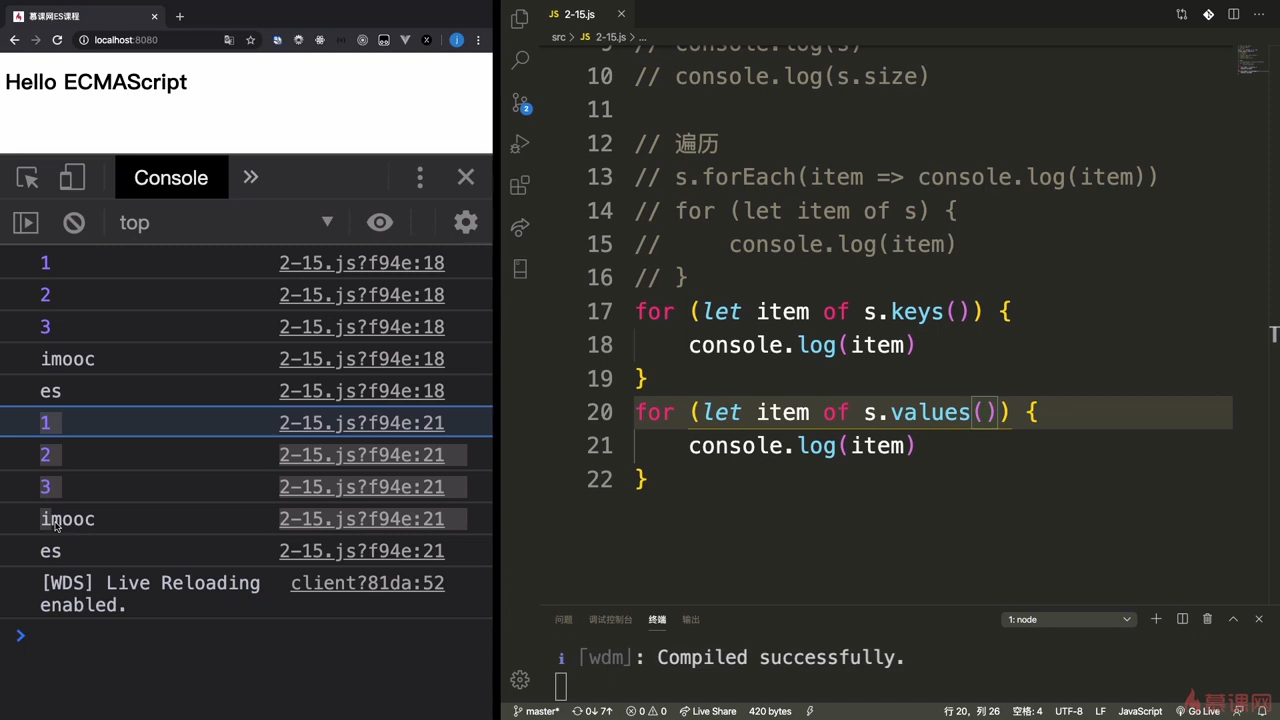 慕课网ES课程
localhost:8080
Hello ECMAScript
Console
top
1 2-15.js?f94e:18
2 2-15.js?f94e:18
3 2-15.js?f94e:18
imooc 2-15.js?f94e:18
es 2-15.js?f94e:18
1 2-15.js?f94e:21
2 2-15.js?f94e:21
3 2-15.js?f94e:21
imooc 2-15.js?f94e:21
es 2-15.js?f94e:21
[WDS] Live Reloading client?81da:52
enabled.
JS 2-15.js
src > JS 2-15.js > ...
10 // console.log(s.size)
11
12 // 遍历
13 // s.forEach(item => console.log(item))
14 // for (let item of s) {
15 //     console.log(item)
16 // }
17 for (let item of s.keys()) {
18     console.log(item)
19 }
20 for (let item of s.values()) {
21     console.log(item)
22 }
问题 调试控制台 终端 输出 1: node
ℹ ｢wdm｣: Compiled successfully.
master* 0↓ 7↑ 0 0 Live Share 420 bytes 行 20, 列 26 空格: 4 UTF-8 LF JavaScript Go Live
慕课网